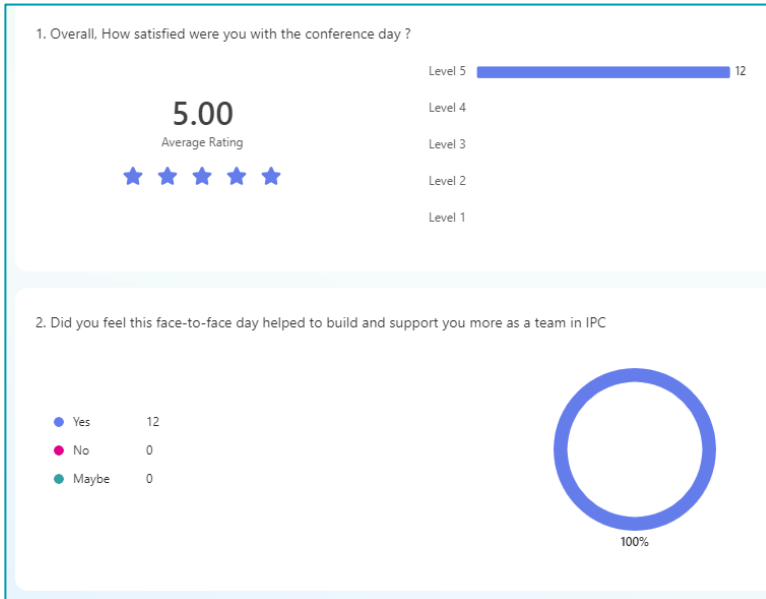 1. Overall, How satisfied were you with the conference day ?
5.00
Average Rating
Level 5 12
Level 4
Level 3
Level 2
Level 1
2. Did you feel this face-to-face day helped to build and support you more as a team in IPC
Yes 12
No 0
Maybe 0
100%